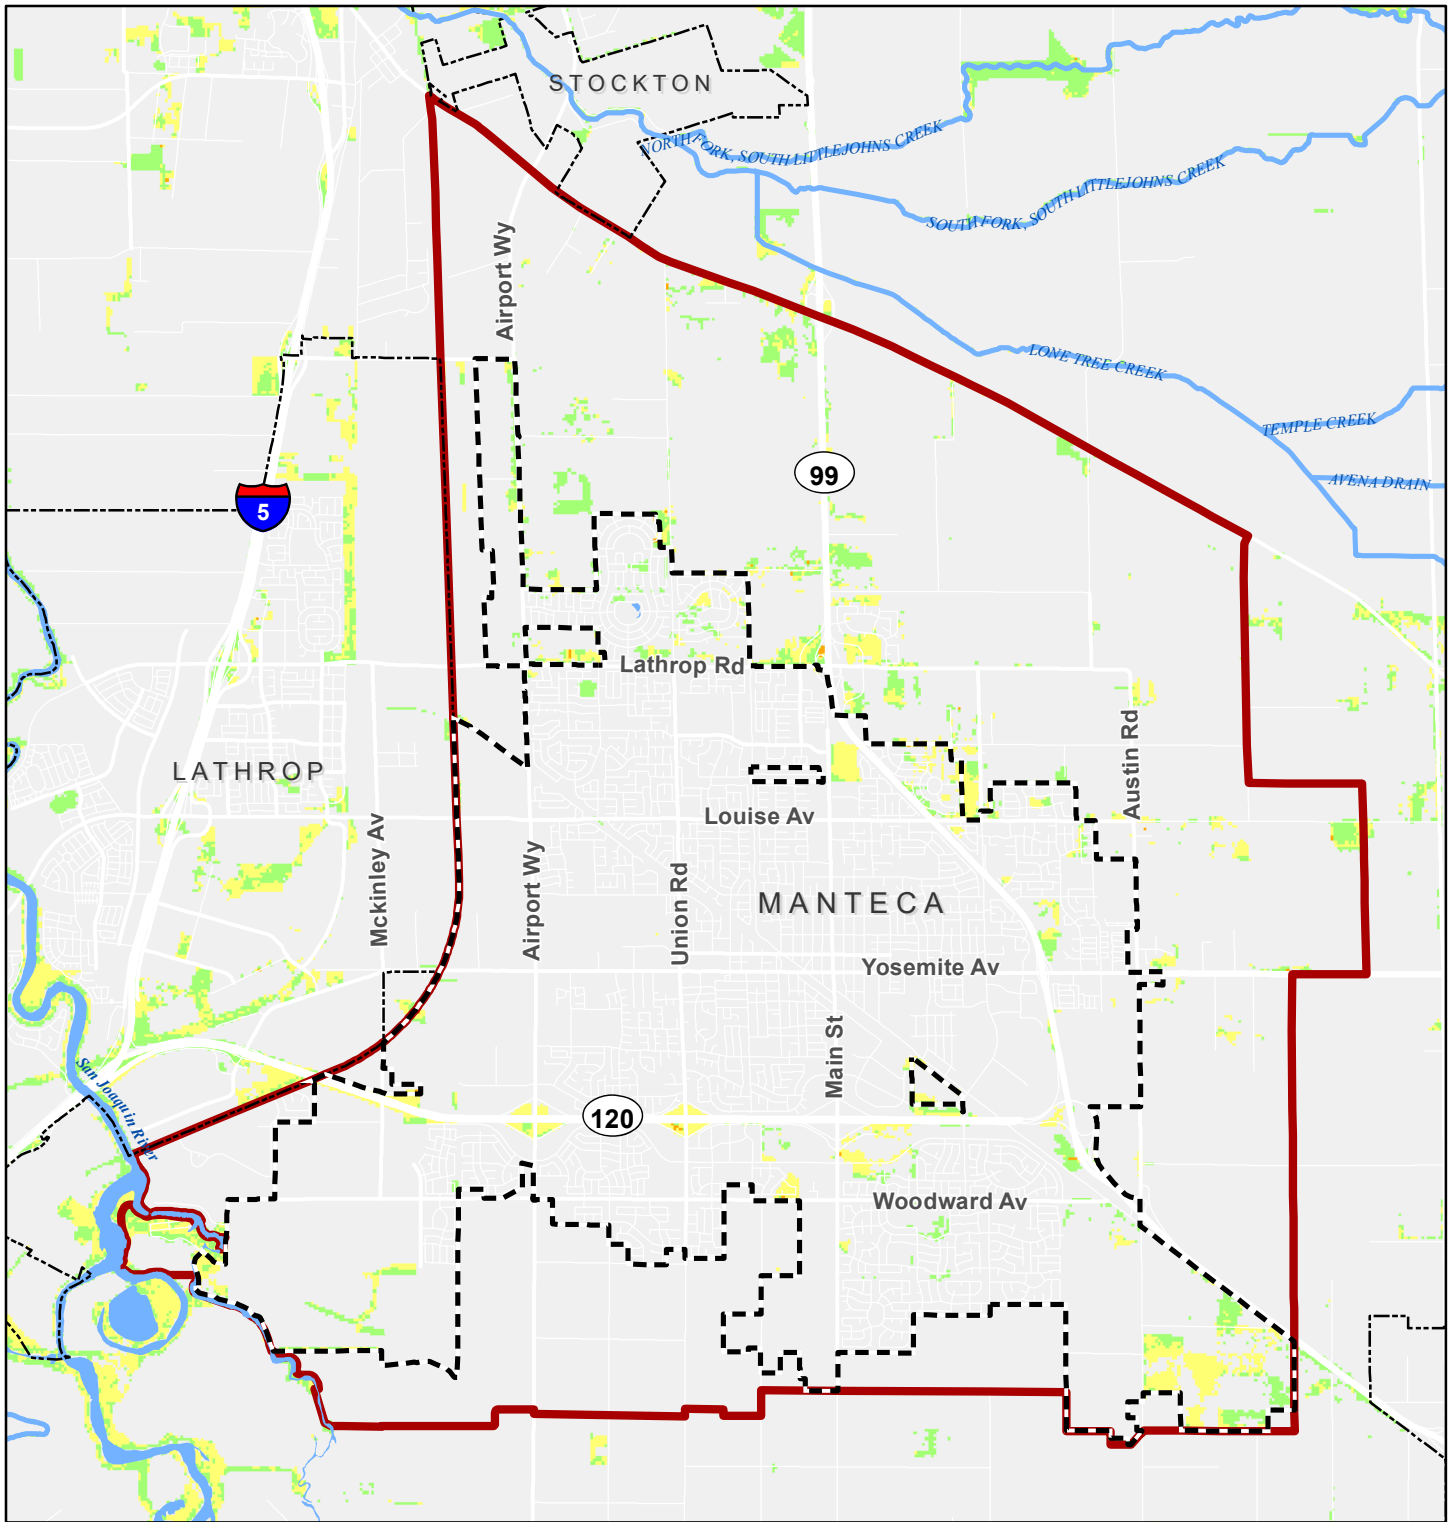 STOCKTON
NORTH FORK, SOUTH LITTLEJOHNS CREEK
SOUTH FORK, SOUTH LITTLEJOHNS CREEK
Airport Wy
LONE TREE CREEK
TEMPLE CREEK
99
AVENA DRAIN
5
Lathrop Rd
Austin Rd
LATHROP
Louise Av
Mckinley Av
Airport Wy
Union Rd
MANTECA
Yosemite Av
Main St
San Joaquin River
120
Woodward Av